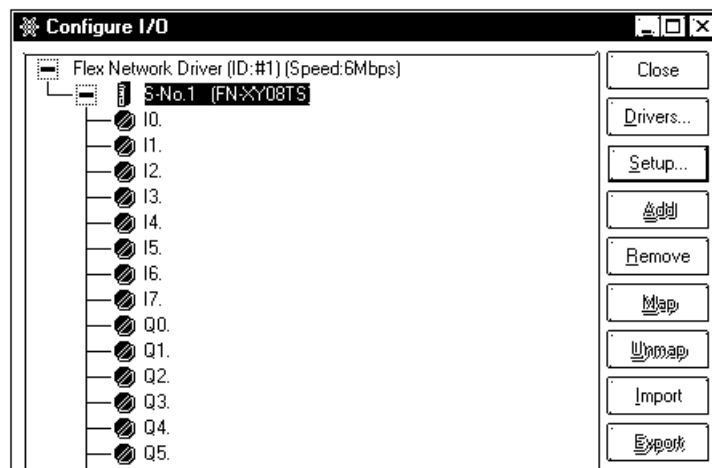 Configure I/O
Flex Network Driver (ID:#1) (Speed:6Mbps)
S-No.1 (FN-XY08TS)
I0.
I1.
I2.
I3.
I4.
I5.
I6.
I7.
Q0.
Q1.
Q2.
Q3.
Q4.
Q5.
Close
Drivers...
Setup...
Add
Remove
Map
Unmap
Import
Export